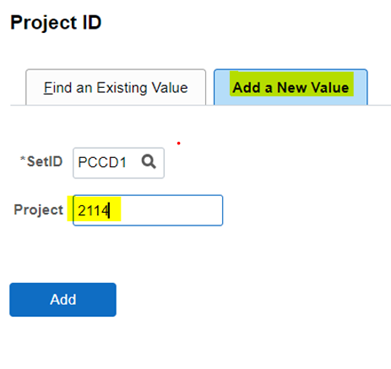 Project ID
Find an Existing Value Add a New Value
*SetID PCCD1
Project 2114
Add